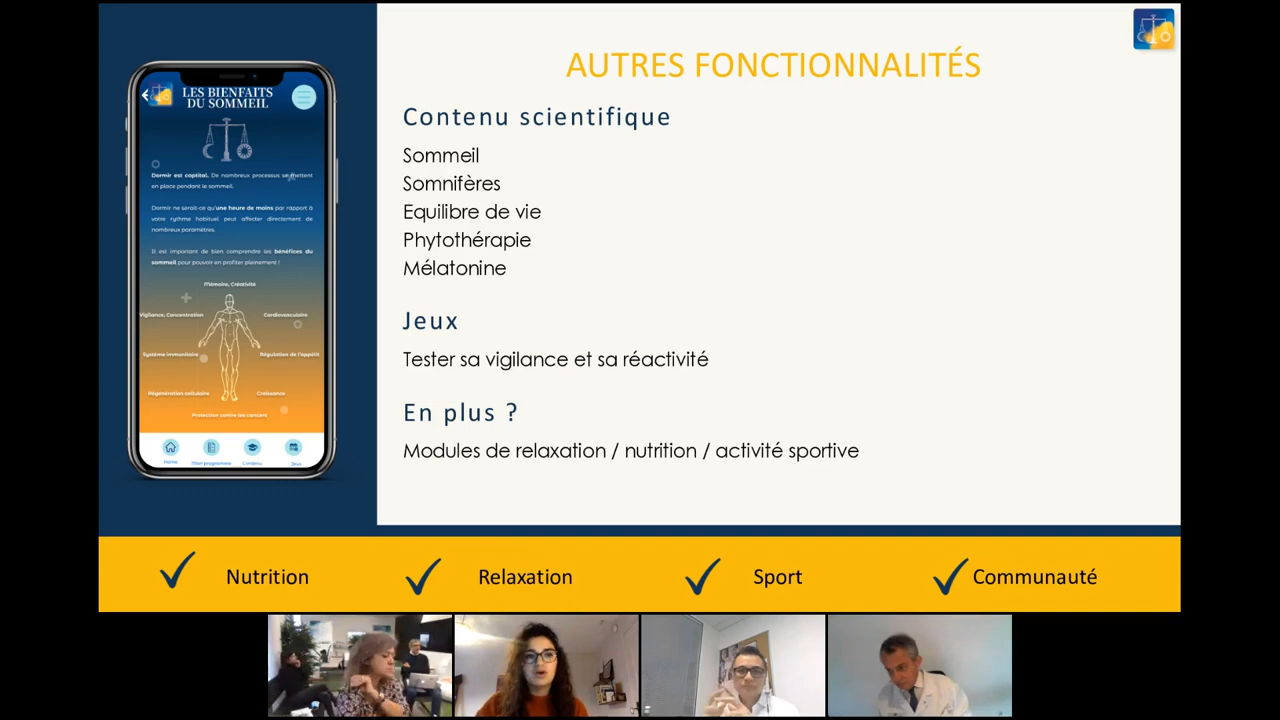 AUTRES FONCTIONNALITÉS
Contenu scientifique
Sommeil
Somnifères
Equilibre de vie
Phytothérapie
Mélatonine
Jeux
Tester sa vigilance et sa réactivité
En plus ?
Modules de relaxation / nutrition / activité sportive
LES BIENFAITS
DU SOMMEIL
Dormir est captital. De nombreux processus se mettent
en place pendant le sommeil.
Dormir ne serait-ce qu'une heure de moins par rapport à
votre rythme habituel peut affecter directement de
nombreux paramètres.
Il est important de bien comprendre les bénéfices du
sommeil pour pouvoir en profiter pleinement !
Mémoire, Créativité
Vigilance, Concentration
Cardiovasculaire
Système immunitaire
Régulation de l'appétit
Régénération cellulaire
Croissance
Protection contre les cancers
Home
Mon programme
Contenu
Jeux
Nutrition
Relaxation
Sport
Communauté